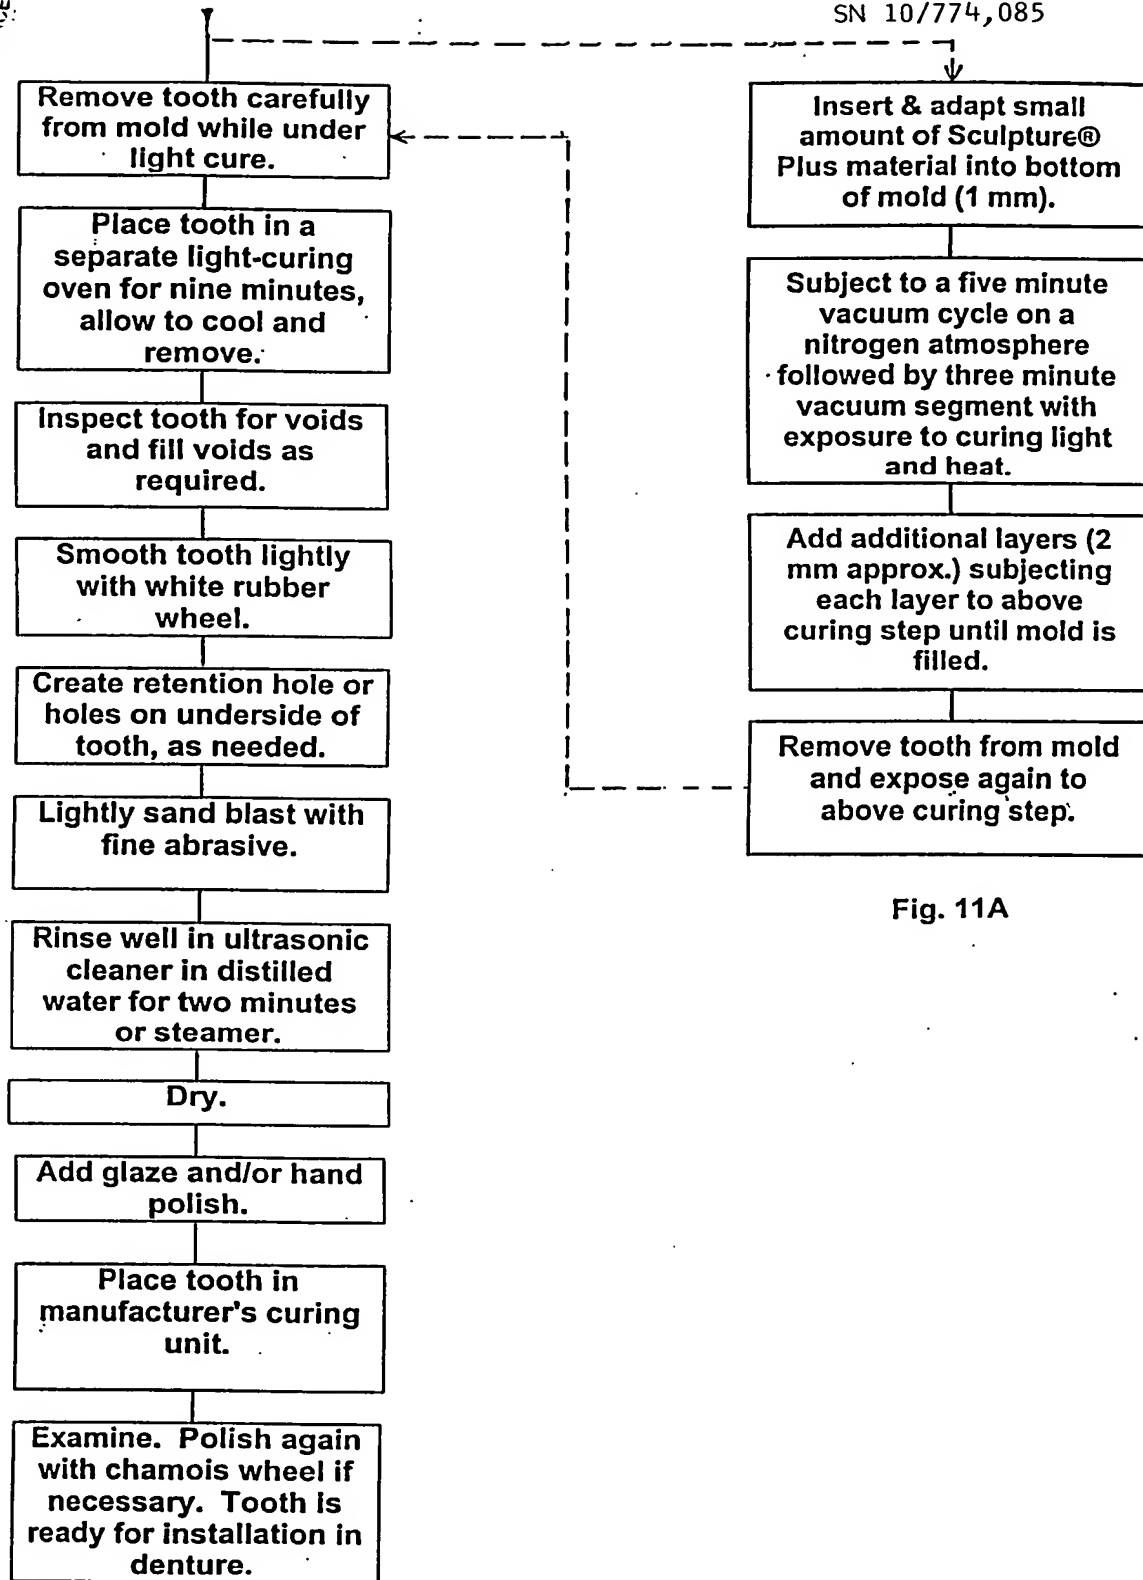 SN 10/774,085
Remove tooth carefully
from mold while under
light cure.
Place tooth in a
separate light-curing
oven for nine minutes,
allow to cool and
remove.
Inspect tooth for voids
and fill voids as
required.
Smooth tooth lightly
with white rubber
wheel.
Create retention hole or
holes on underside of
tooth, as needed.
Lightly sand blast with
fine abrasive.
Rinse well in ultrasonic
cleaner in distilled
water for two minutes
or steamer.
Dry.
Add glaze and/or hand
polish.
Place tooth in
manufacturer's curing
unit.
Examine. Polish again
with chamois wheel if
necessary. Tooth is
ready for installation in
denture.
Insert & adapt small
amount of Sculpture®
Plus material into bottom
of mold (1 mm).
Subject to a five minute
vacuum cycle on a
nitrogen atmosphere
followed by three minute
vacuum segment with
exposure to curing light
and heat.
Add additional layers (2
mm approx.) subjecting
each layer to above
curing step until mold is
filled.
Remove tooth from mold
and expose again to
above curing step.
Fig. 11A